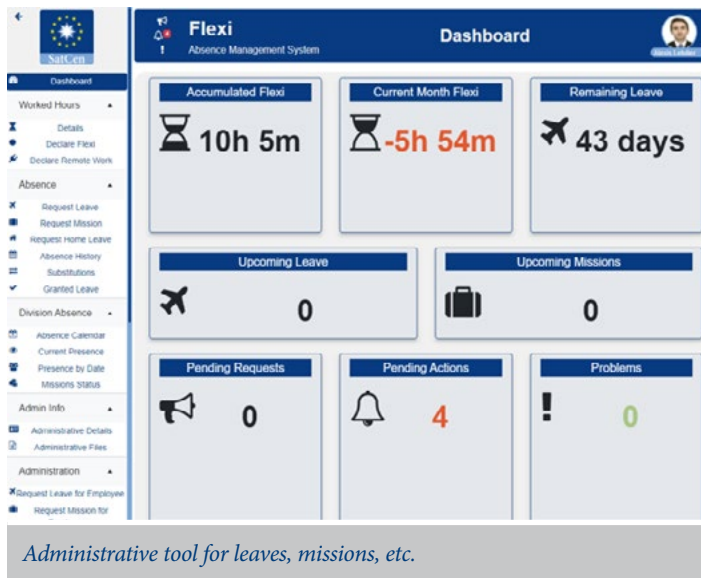 SatCen
Flexi
Absence Management System
Dashboard
Dashboard
Worked Hours
Details
Declare Flexi
Declare Remote Work
Absence
Request Leave
Request Mission
Request Home Leave
Absence History
Substitutions
Granted Leave
Division Absence
Absence Calendar
Current Presence
Presence by Date
Missions Status
Admin Info
Administrative Details
Administrative Files
Administration
Request Leave for Employee
Request Mission for
Accumulated Flexi
10h 5m
Current Month Flexi
-5h 54m
Remaining Leave
43 days
Upcoming Leave
0
Upcoming Missions
0
Pending Requests
0
Pending Actions
4
Problems
0
Administrative tool for leaves, missions, etc.